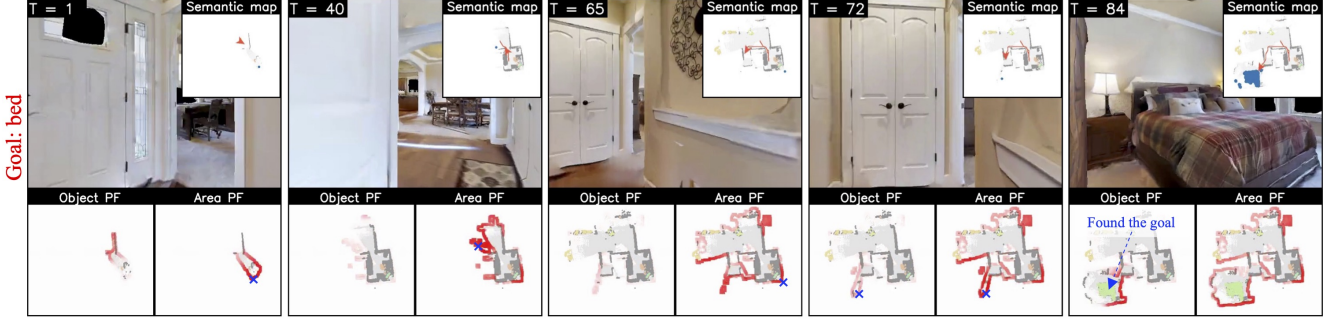 Goal: bed
T = 1
Semantic map
Object PF
Area PF
T = 40
Semantic map
Object PF
Area PF
T = 65
Semantic map
Object PF
Area PF
T = 72
Semantic map
Object PF
Area PF
T = 84
Semantic map
Object PF
Area PF
Found the goal